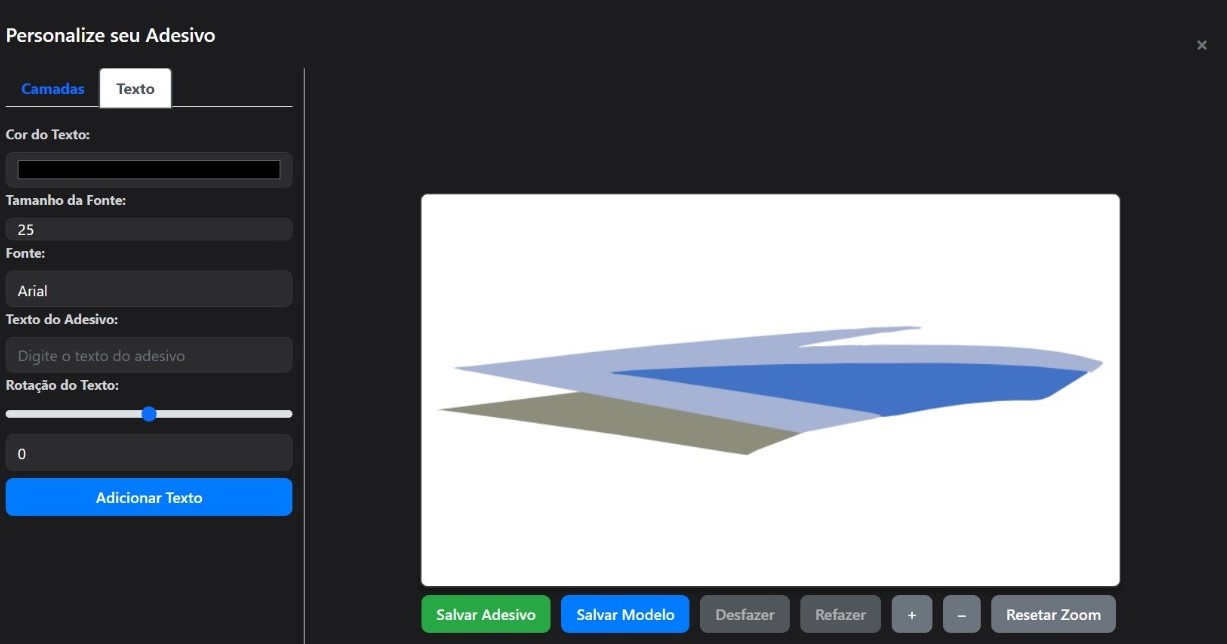 Personalize seu Adesivo
×
Camadas Texto
Cor do Texto:
Tamanho da Fonte:
25
Fonte:
Arial
Texto do Adesivo:
Digite o texto do adesivo
Rotação do Texto:
0
Adicionar Texto
Salvar Adesivo Salvar Modelo Desfazer Refazer + − Resetar Zoom